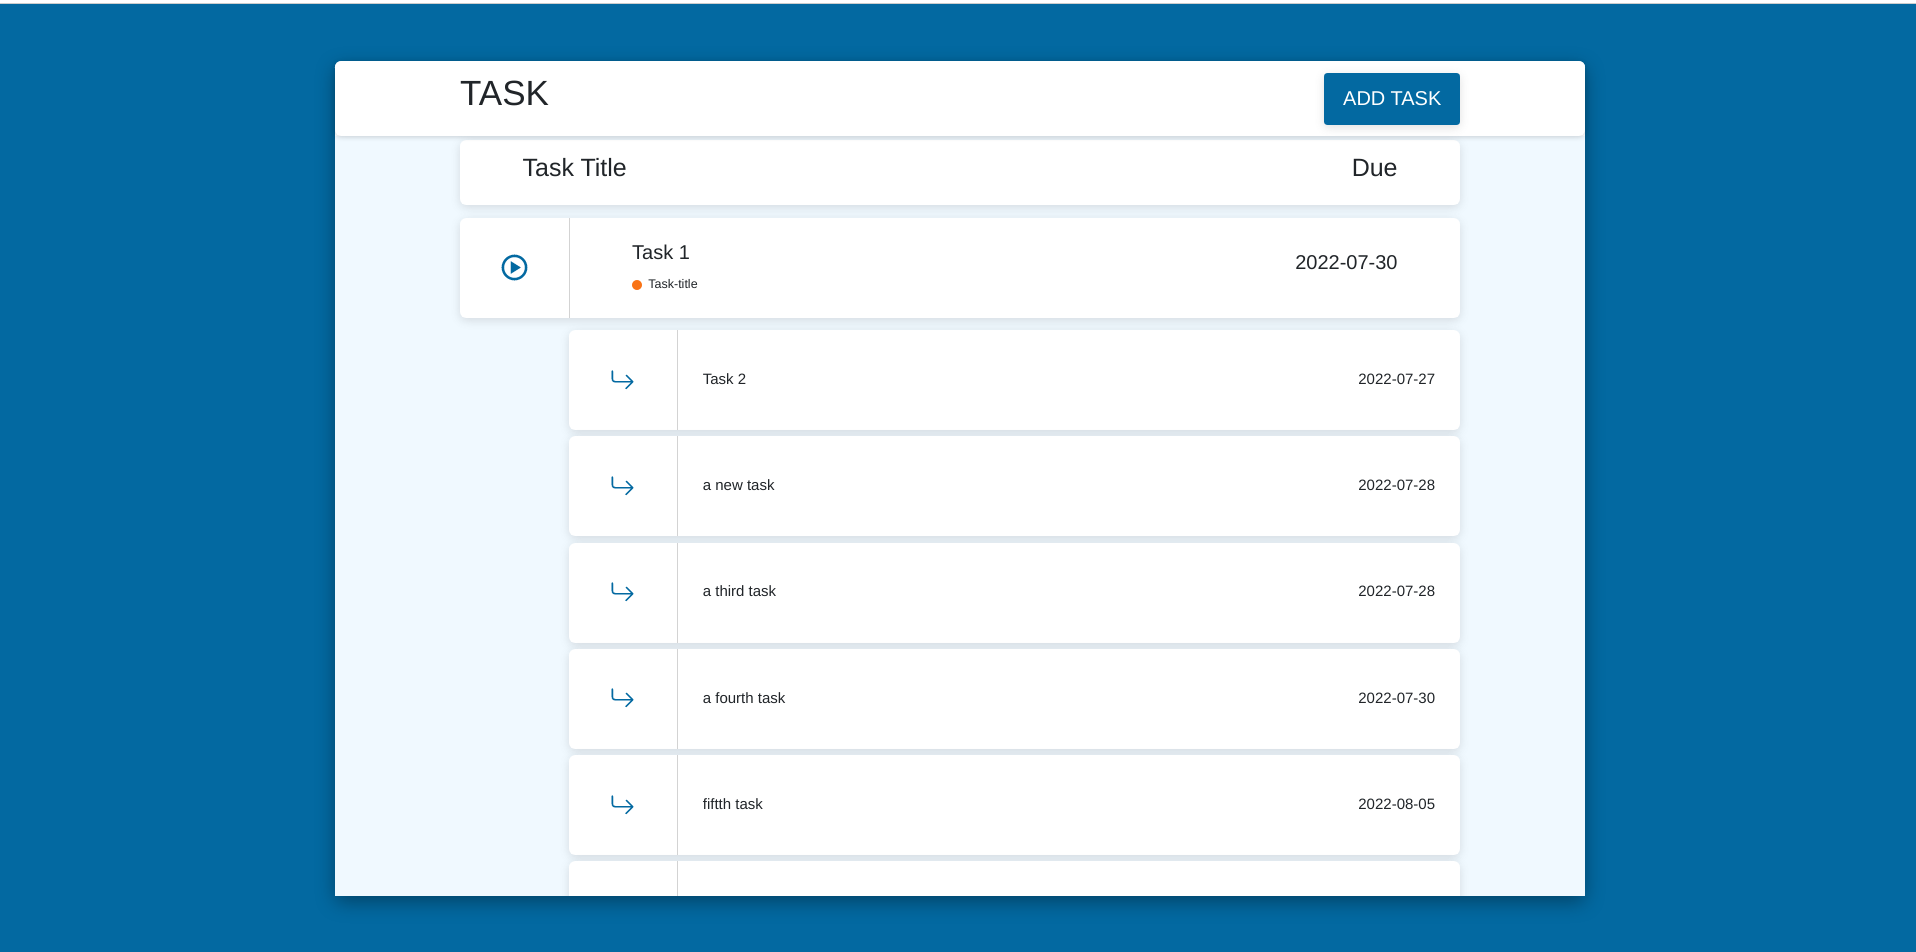 TASK
ADD TASK
Task Title
Due
Task 1
2022-07-30
Task-title
Task 2
2022-07-27
a new task
2022-07-28
a third task
2022-07-28
a fourth task
2022-07-30
fiftth task
2022-08-05